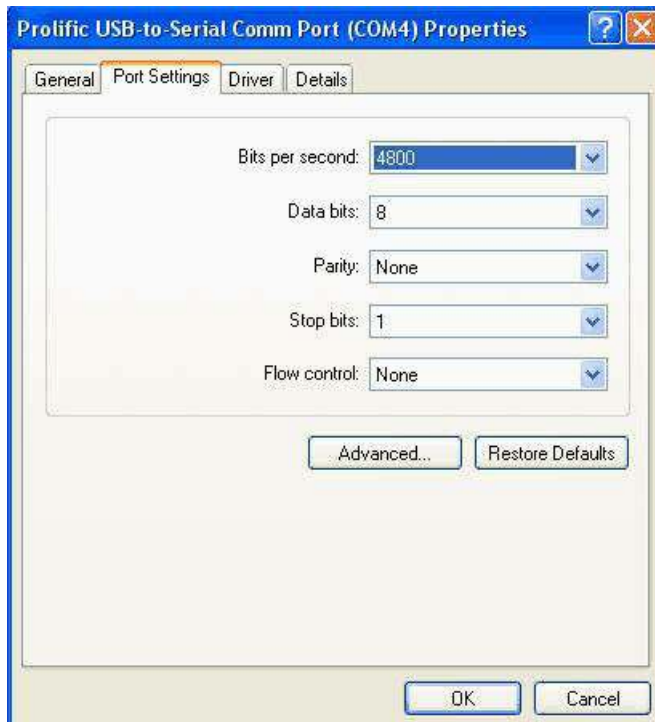 Prolific USB-to-Serial Comm Port (COM4) Properties
General Port Settings Driver Details
Bits per second: 4800
Data bits: 8
Parity: None
Stop bits: 1
Flow control: None
Advanced... Restore Defaults
OK Cancel